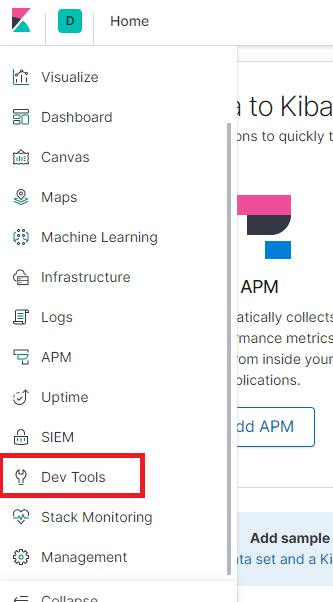 D Home
Visualize
Dashboard
Canvas
Maps
Machine Learning
Infrastructure
Logs
APM
Uptime
SIEM
Dev Tools
Stack Monitoring
Management
Collapse
a to Kiba
ons to quickly t
APM
atically collects
rmance metrics
from inside your
plications.
dd APM
Add sample
ta set and a Ki